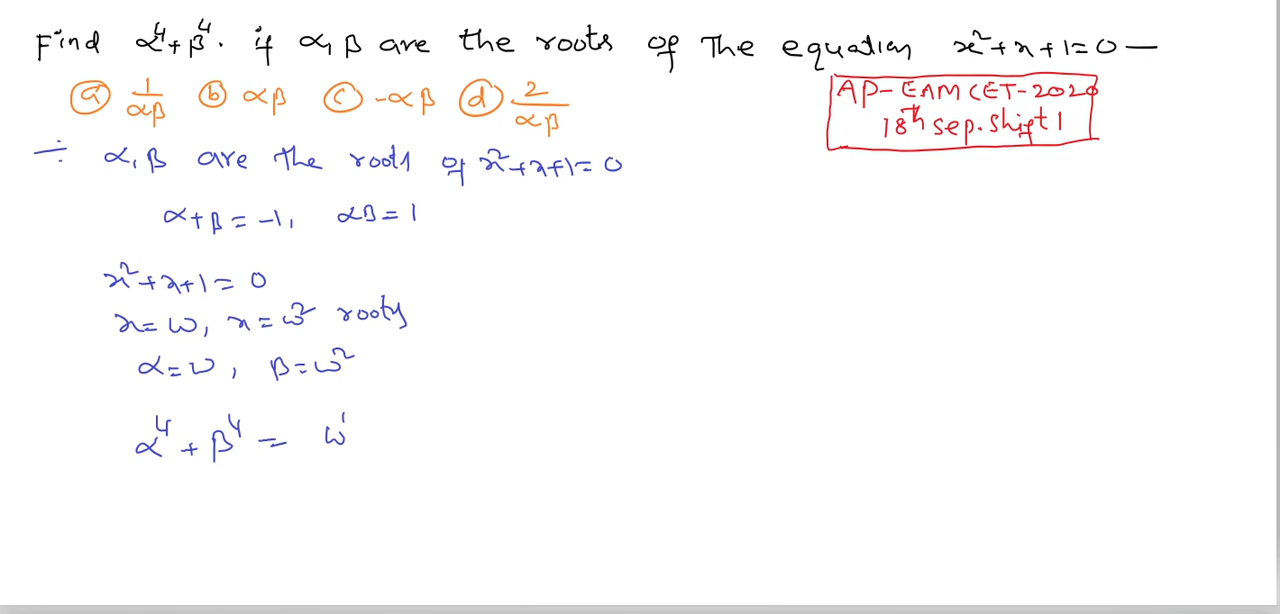 Find α⁴+β⁴. if α, β are the roots of The equation x²+x+1=0 —
ⓐ 1/αβ ⓑ αβ ⓒ -αβ ⓓ 2/αβ
AP-EAMCET-2020
18th Sep. Shift 1
÷ α, β are the roots of x²+x+1=0
α+β=-1, αβ=1
x²+x+1=0
x=ω, x=ω² roots
α=ω, β=ω²
α⁴+β⁴= ω'